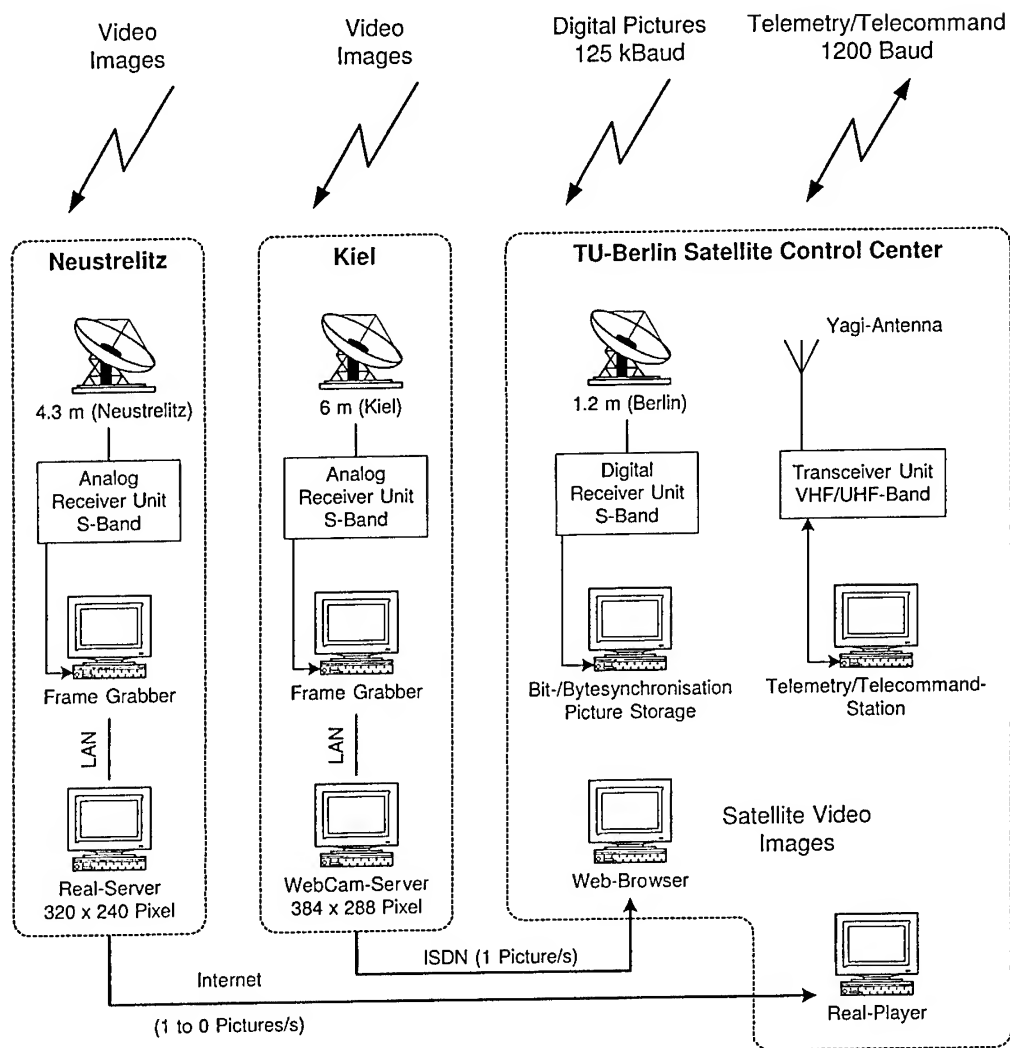 Video
Images
Video
Images
Digital Pictures
125 kBaud
Telemetry/Telecommand
1200 Baud
Neustrelitz
4.3 m (Neustrelitz)
Analog
Receiver Unit
S-Band
Frame Grabber
LAN
Real-Server
320 x 240 Pixel
Kiel
6 m (Kiel)
Analog
Receiver Unit
S-Band
Frame Grabber
LAN
WebCam-Server
384 x 288 Pixel
TU-Berlin Satellite Control Center
1.2 m (Berlin)
Digital
Receiver Unit
S-Band
Bit-/Bytesynchronisation
Picture Storage
Yagi-Antenna
Transceiver Unit
VHF/UHF-Band
Telemetry/Telecommand-
Station
Web-Browser
Satellite Video
Images
Real-Player
ISDN (1 Picture/s)
Internet
(1 to 0 Pictures/s)